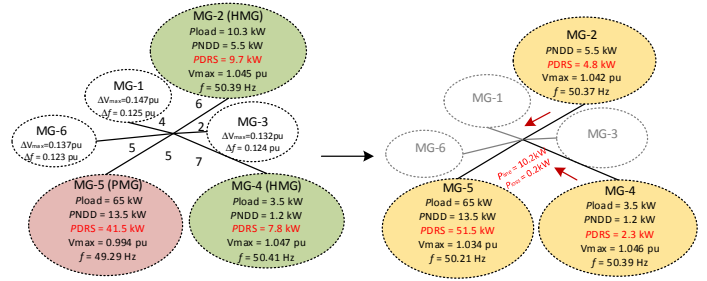 MG-2 (HMG)
Pload = 10.3 kW
PNDD = 5.5 kW
PDRS = 9.7 kW
Vmax = 1.045 pu
f = 50.39 Hz
MG-1
ΔVmax=0.147pu
Δf = 0.125 pu
MG-3
ΔVmax=0.132pu
Δf = 0.124 pu
MG-6
ΔVmax=0.137pu
Δf = 0.123 pu
6
4
2
5
5
7
MG-5 (PMG)
Pload = 65 kW
PNDD = 13.5 kW
PDRS = 41.5 kW
Vmax = 0.994 pu
f = 49.29 Hz
MG-4 (HMG)
Pload = 3.5 kW
PNDD = 1.2 kW
PDRS = 7.8 kW
Vmax = 1.047 pu
f = 50.41 Hz
MG-2
PNDD = 5.5 kW
PDRS = 4.8 kW
Vmax = 1.042 pu
f = 50.37 Hz
MG-1
MG-3
MG-6
Pline = 10.2kW
Ploss = 0.2kW
MG-5
Pload = 65 kW
PNDD = 13.5 kW
PDRS = 51.5 kW
Vmax = 1.034 pu
f = 50.21 Hz
MG-4
Pload = 3.5 kW
PNDD = 1.2 kW
PDRS = 2.3 kW
Vmax = 1.046 pu
f = 50.39 Hz